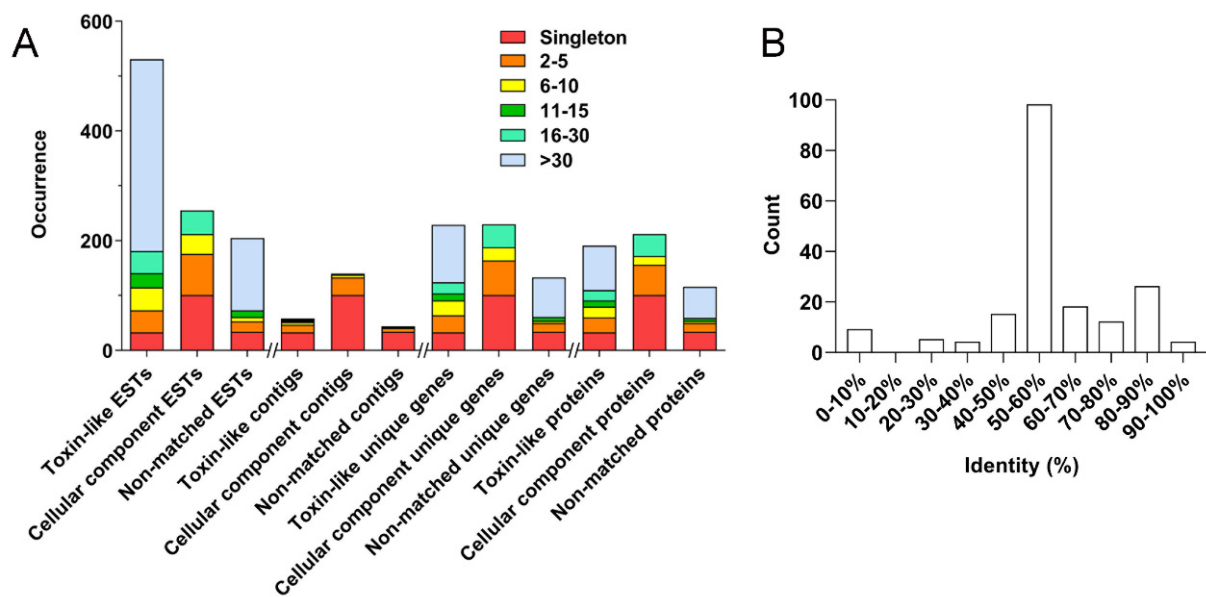 A
600
400
200
0
Occurrence
Singleton
2-5
6-10
11-15
16-30
>30
Toxin-like ESTs
Cellular component ESTs
Non-matched ESTs
Toxin-like contigs
Cellular component contigs
Non-matched contigs
Toxin-like unique genes
Cellular component unique genes
Non-matched unique genes
Toxin-like proteins
Cellular component proteins
Non-matched proteins
B
100
80
60
40
20
0
Count
0-10%
10-20%
20-30%
30-40%
40-50%
50-60%
60-70%
70-80%
80-90%
90-100%
Identity (%)